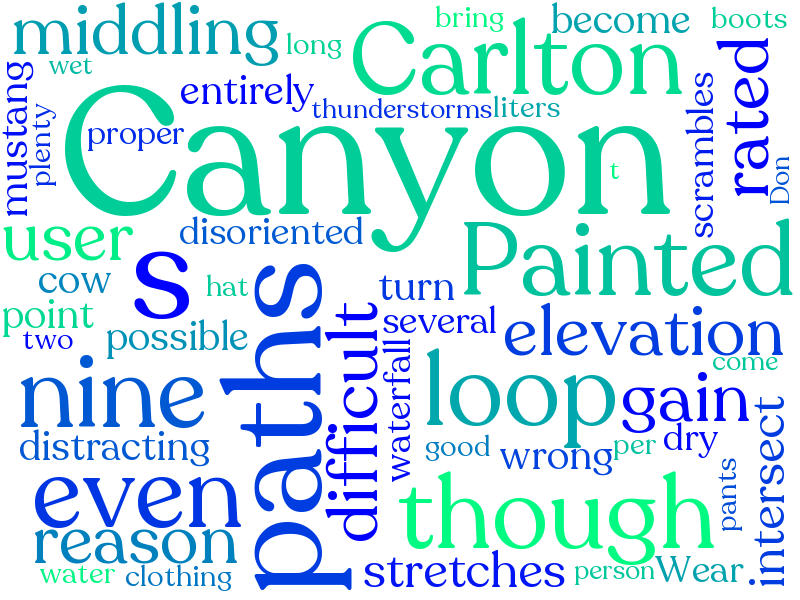 middling
long
bring
become
boots
wet
Carlton
entirely
thunderstorms
liters
mustang
plenty
proper
Canyon
t
scrambles
rated
Don
user
disoriented
s
Painted
cow
hat
turn
point
possible
several
two
elevation
paths
difficult
waterfall
come
nine
loop
gain
distracting
good
wrong
per
dry
even
though
pants
intersect
reason
water
clothing
stretches
person
Wear